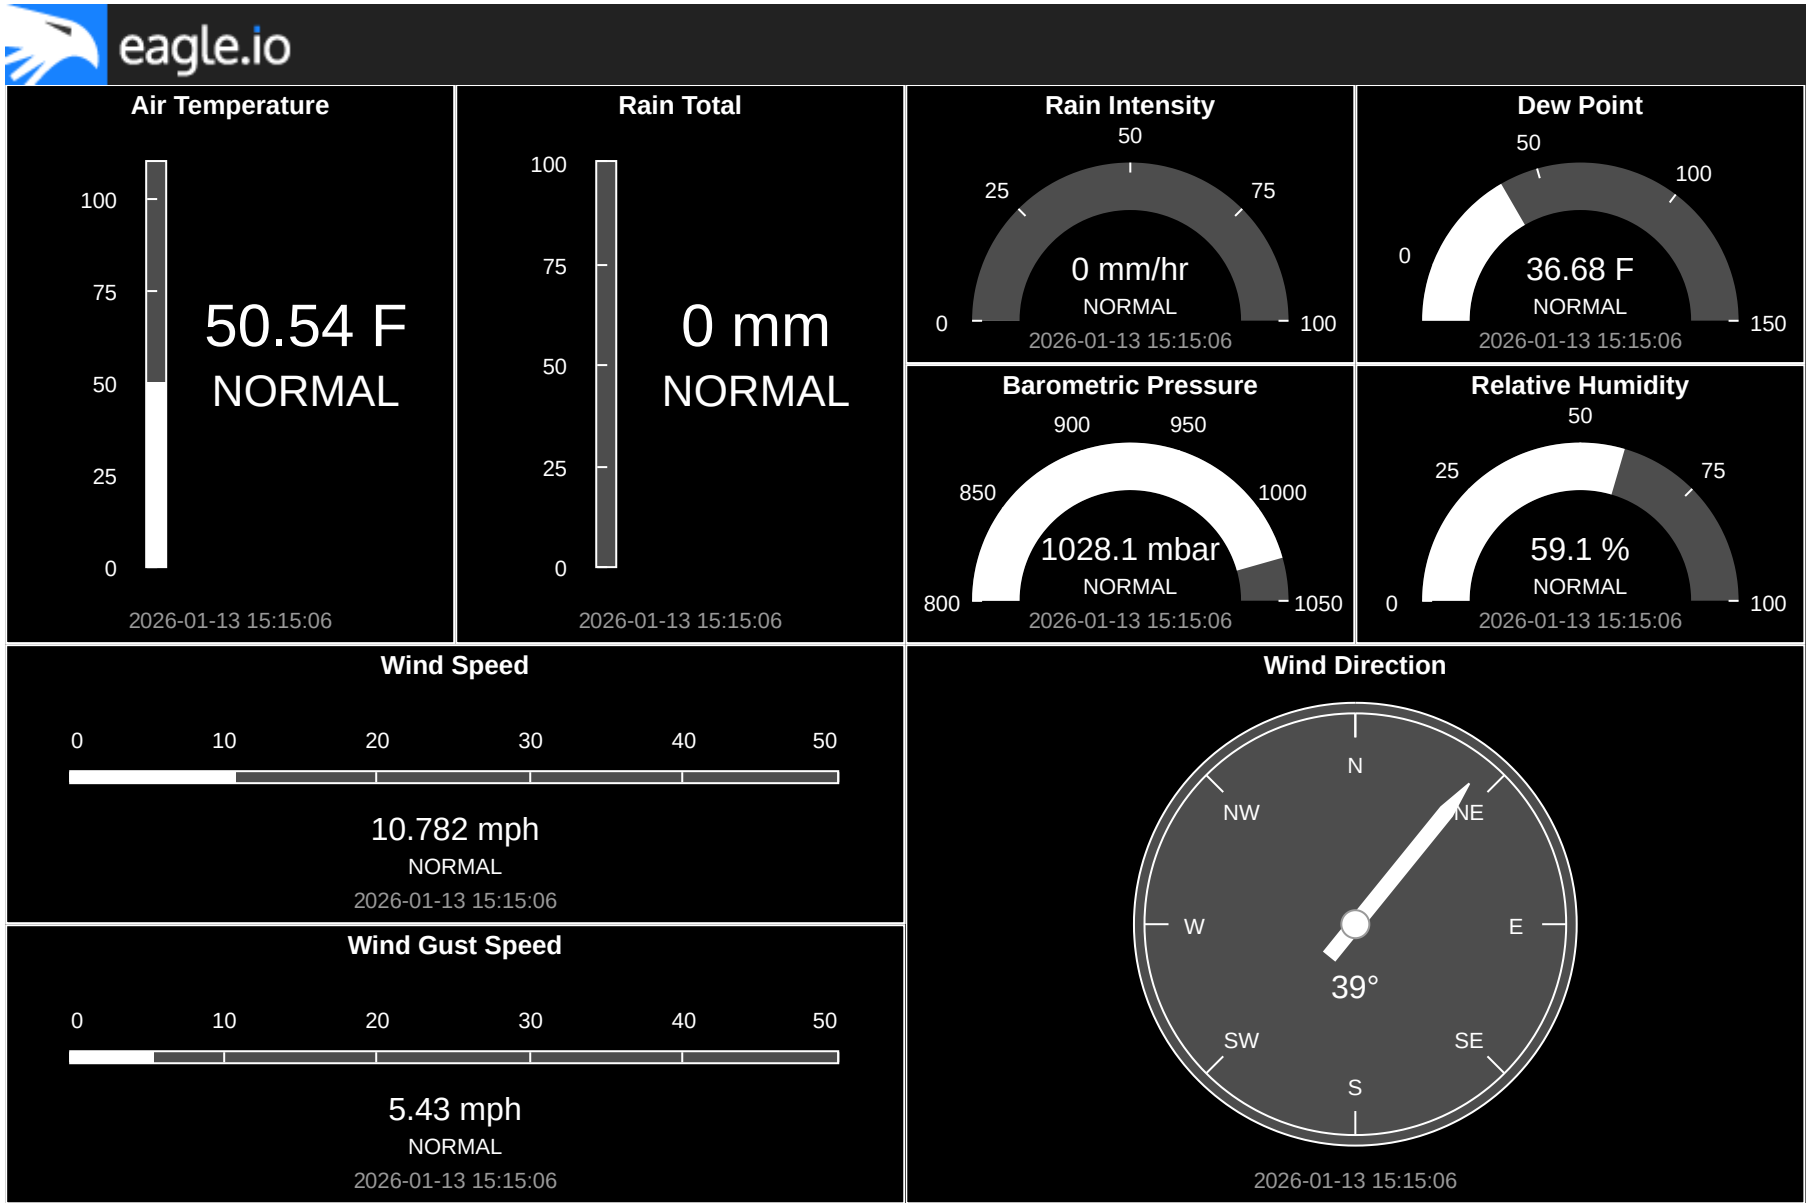 eagle.io
Air Temperature
100
75
50
25
0
50.54 F
NORMAL
2026-01-13 15:15:06
Rain Total
100
75
50
25
0
0 mm
NORMAL
2026-01-13 15:15:06
Rain Intensity
50
25
75
0
100
0 mm/hr
NORMAL
2026-01-13 15:15:06
Dew Point
50
100
0
150
36.68 F
NORMAL
2026-01-13 15:15:06
Barometric Pressure
900
950
850
1000
800
1050
1028.1 mbar
NORMAL
2026-01-13 15:15:06
Relative Humidity
50
25
75
0
100
59.1 %
NORMAL
2026-01-13 15:15:06
Wind Speed
0 10 20 30 40 50
10.782 mph
NORMAL
2026-01-13 15:15:06
Wind Gust Speed
0 10 20 30 40 50
5.43 mph
NORMAL
2026-01-13 15:15:06
Wind Direction
N
NW
NE
W
E
39°
SW
SE
S
2026-01-13 15:15:06